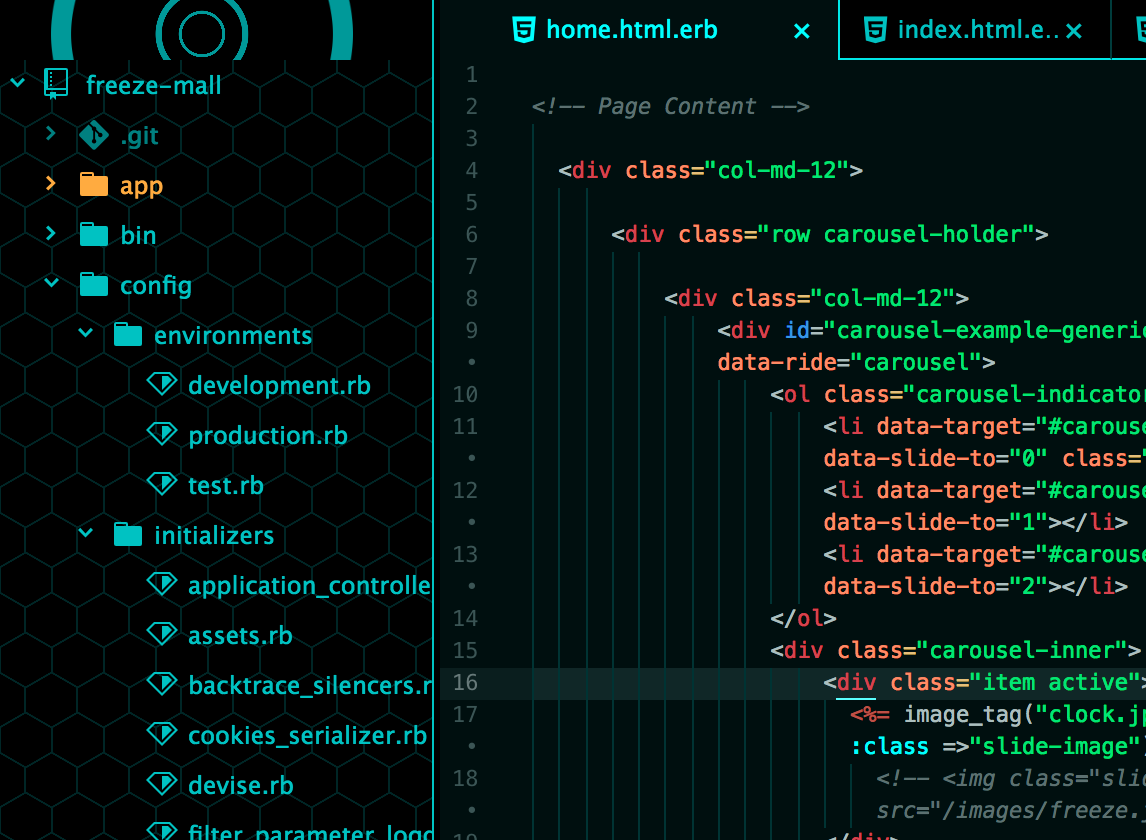 freeze-mall
.git
app
bin
config
environments
development.rb
production.rb
test.rb
initializers
application_controlle
assets.rb
backtrace_silencers.r
cookies_serializer.rb
devise.rb
filter_parameter_logg
home.html.erb ×
index.html.e.. ×
1
2 <!-- Page Content -->
3
4 <div class="col-md-12">
5
6 <div class="row carousel-holder">
7
8 <div class="col-md-12">
9 <div id="carousel-example-generic
• data-ride="carousel">
10 <ol class="carousel-indicator
11 <li data-target="#carouse
• data-slide-to="0" class="
12 <li data-target="#carouse
• data-slide-to="1"></li>
13 <li data-target="#carouse
• data-slide-to="2"></li>
14 </ol>
15 <div class="carousel-inner">
16 <div class="item active">
17 <%= image_tag("clock.jp
• :class =>"slide-image")
18 <!-- <img class="slid
• src="/images/freeze.j
19 </div>